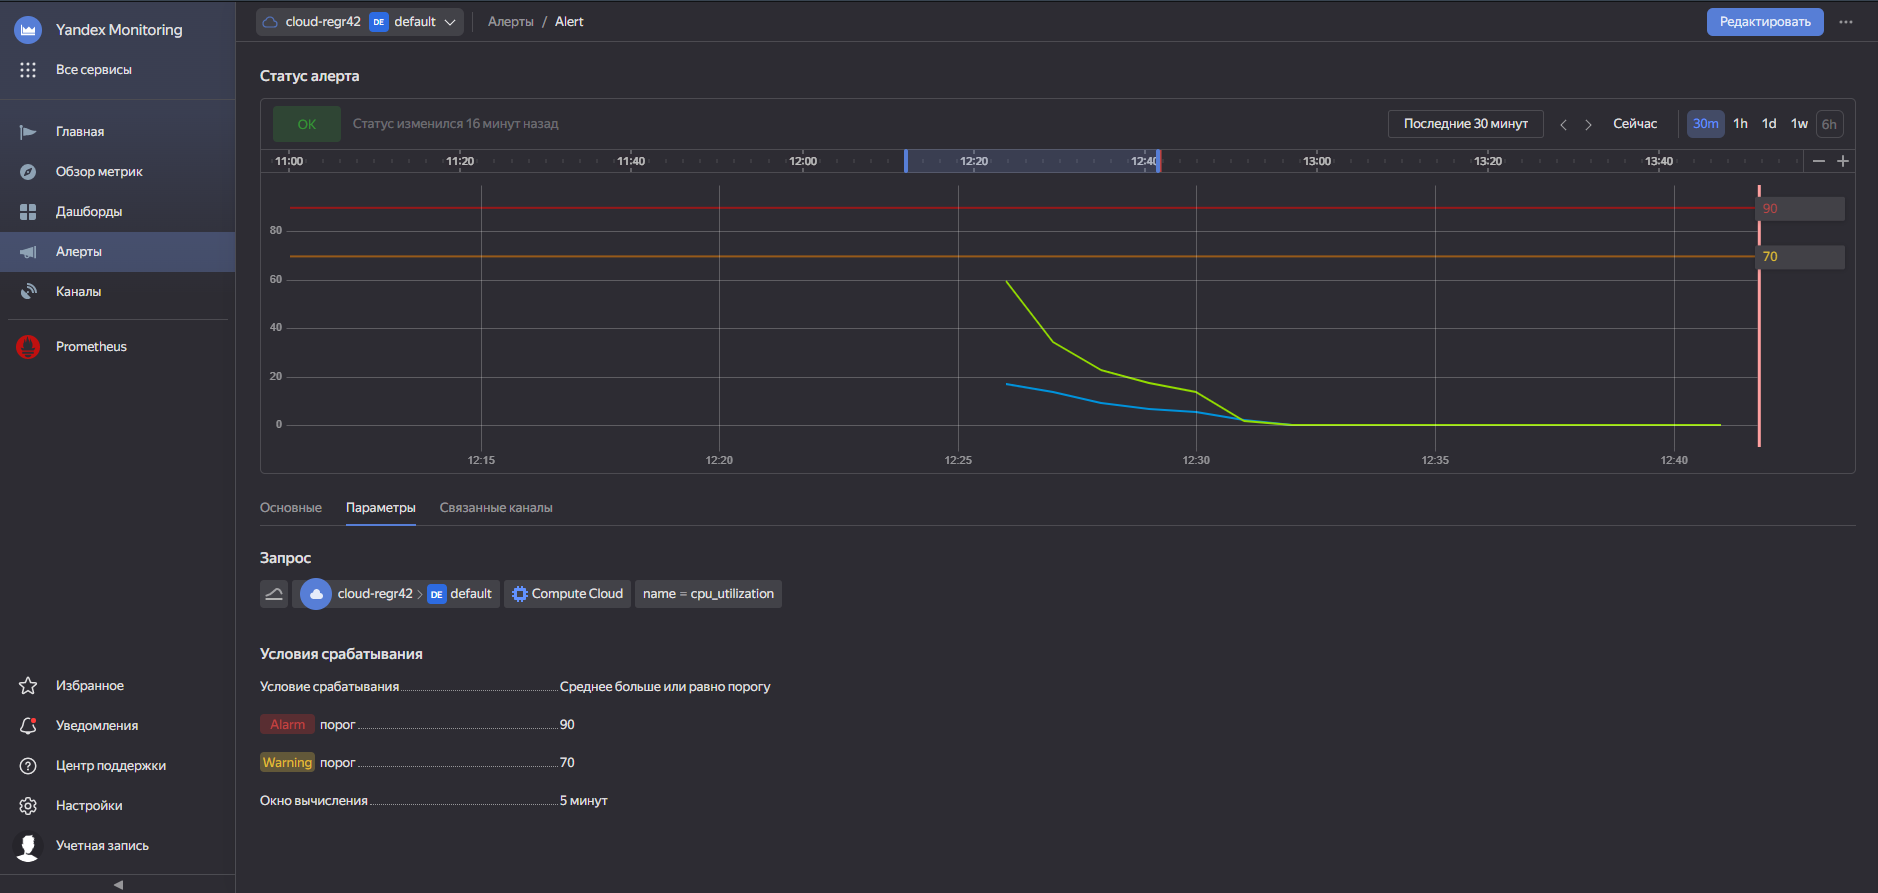 Yandex Monitoring
Все сервисы
Главная
Обзор метрик
Дашборды
Алерты
Каналы
Prometheus
Избранное
Уведомления
Центр поддержки
Настройки
Учетная запись
cloud-regr42 DE default
Алерты / Alert
Редактировать
Статус алерта
OK Статус изменился 16 минут назад
Последние 30 минут Сейчас 30m 1h 1d 1w 6h
11:00 11:20 11:40 12:00 12:20 12:40 13:00 13:20 13:40
90
80
70
60
40
20
0
12:15 12:20 12:25 12:30 12:35 12:40
Основные Параметры Связанные каналы
Запрос
cloud-regr42 > DE default Compute Cloud name = cpu_utilization
Условия срабатывания
Условие срабатывания Среднее больше или равно порогу
Alarm порог 90
Warning порог 70
Окно вычисления 5 минут